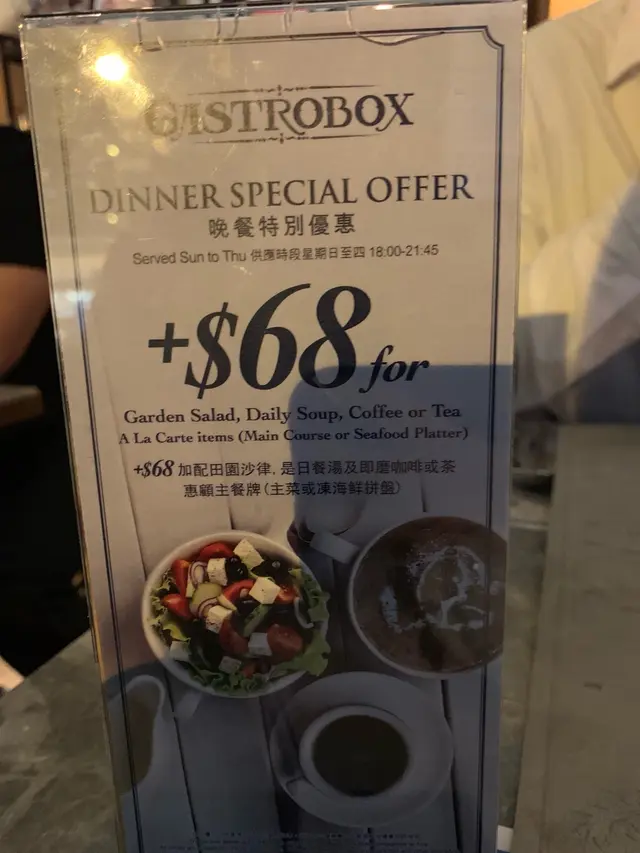 GASTROBOX
DINNER SPECIAL OFFER
晚餐特別優惠
Served Sun to Thu 供應時段星期日至四 18:00-21:45
+$68 for
Garden Salad, Daily Soup, Coffee or Tea
A La Carte items (Main Course or Seafood Platter)
+$68 加配田園沙律, 是日餐湯及即磨咖啡或茶
惠顧主餐牌(主菜或凍海鮮拼盤)